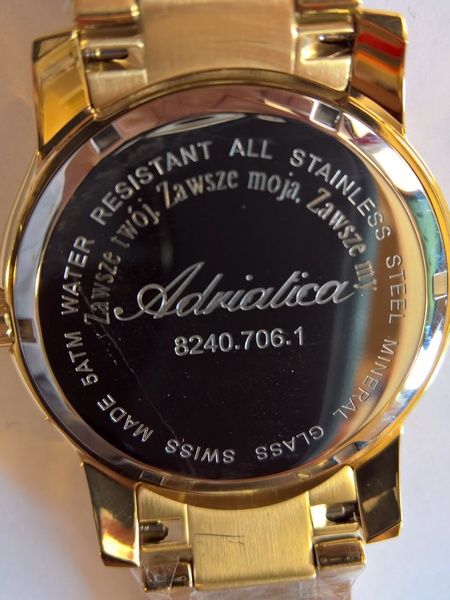 5ATM WATER RESISTANT ALL STAINLESS STEEL MINERAL GLASS SWISS MADE
Zawsze twój. Zawsze moja. Zawsze my.
Adriatica
8240.706.1